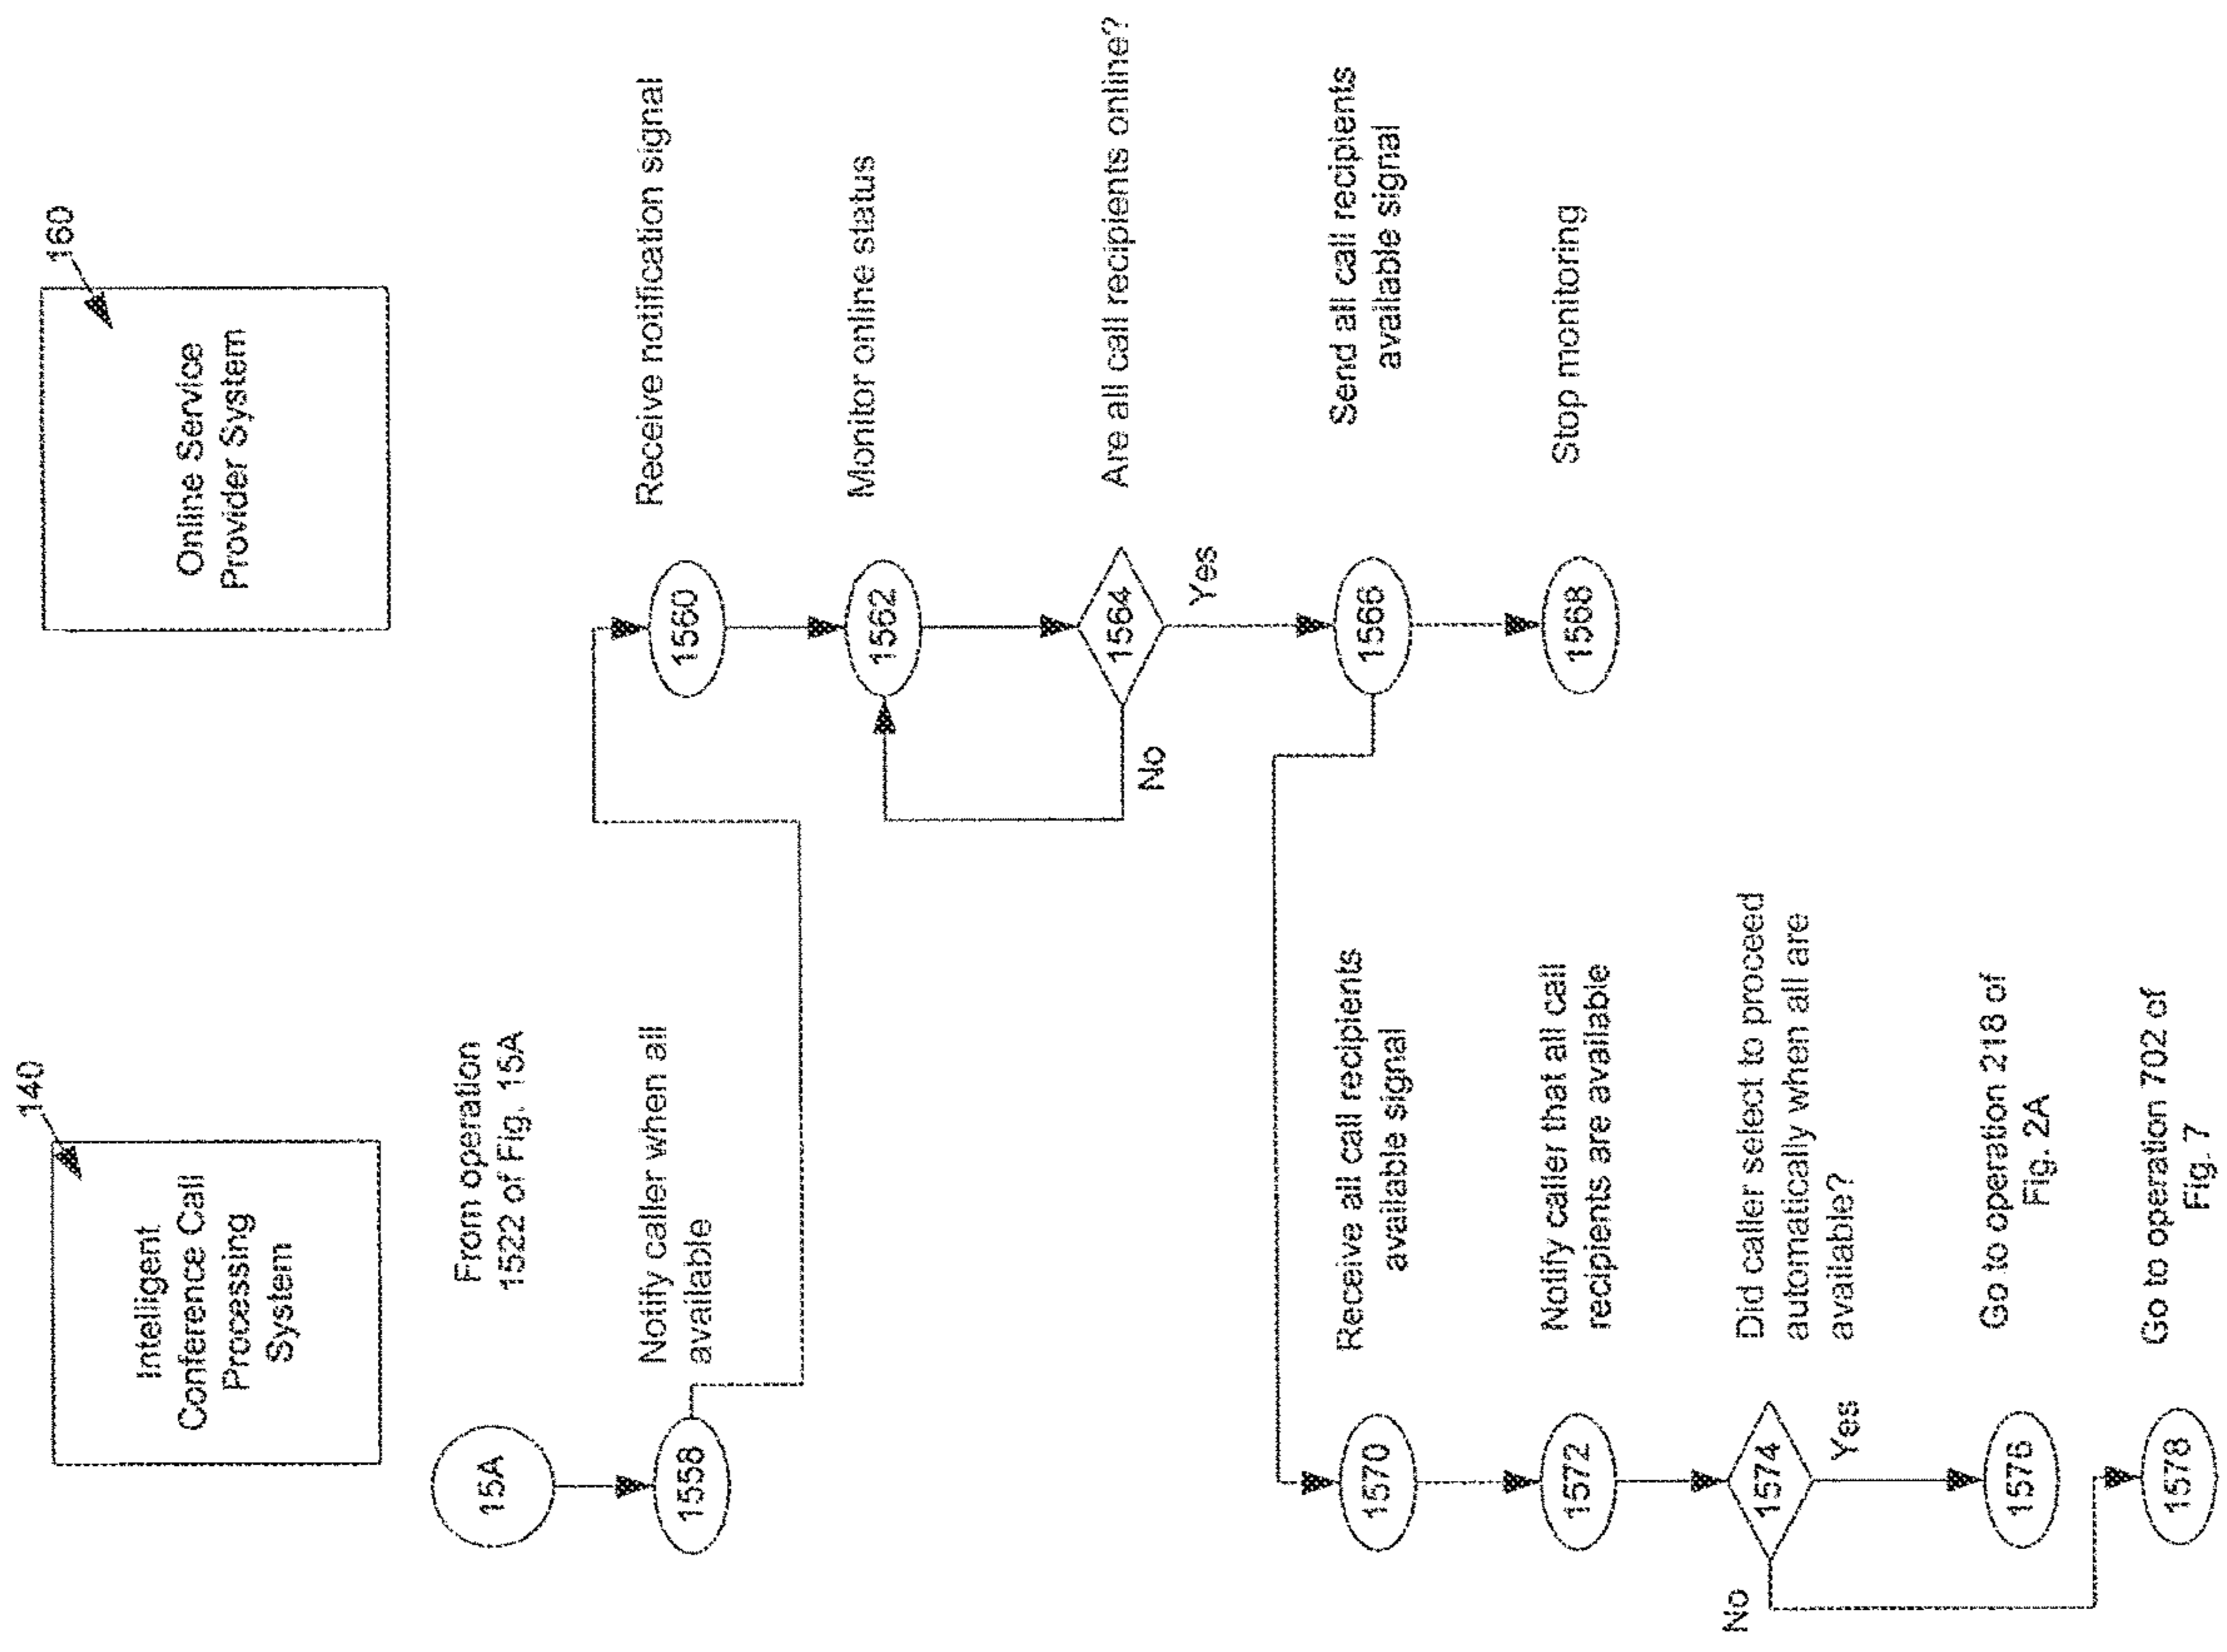 140
Intelligent
Conference Call
Processing
System
160
Online Service
Provider System
15A
From operation
1522 of Fig. 15A
1558
Notify caller when all
available
1560
Receive notification signal
1562
Monitor online status
1564
Are all call recipients online?
No
Yes
1566
Send all call recipients
available signal
1568
Stop monitoring
1570
Receive all call recipients
available signal
1572
Notify caller that all call
recipients are available
1574
Did caller select to proceed
automatically when all are
available?
No
Yes
1576
Go to operation 218 of
Fig. 2A
1578
Go to operation 702 of
Fig. 7